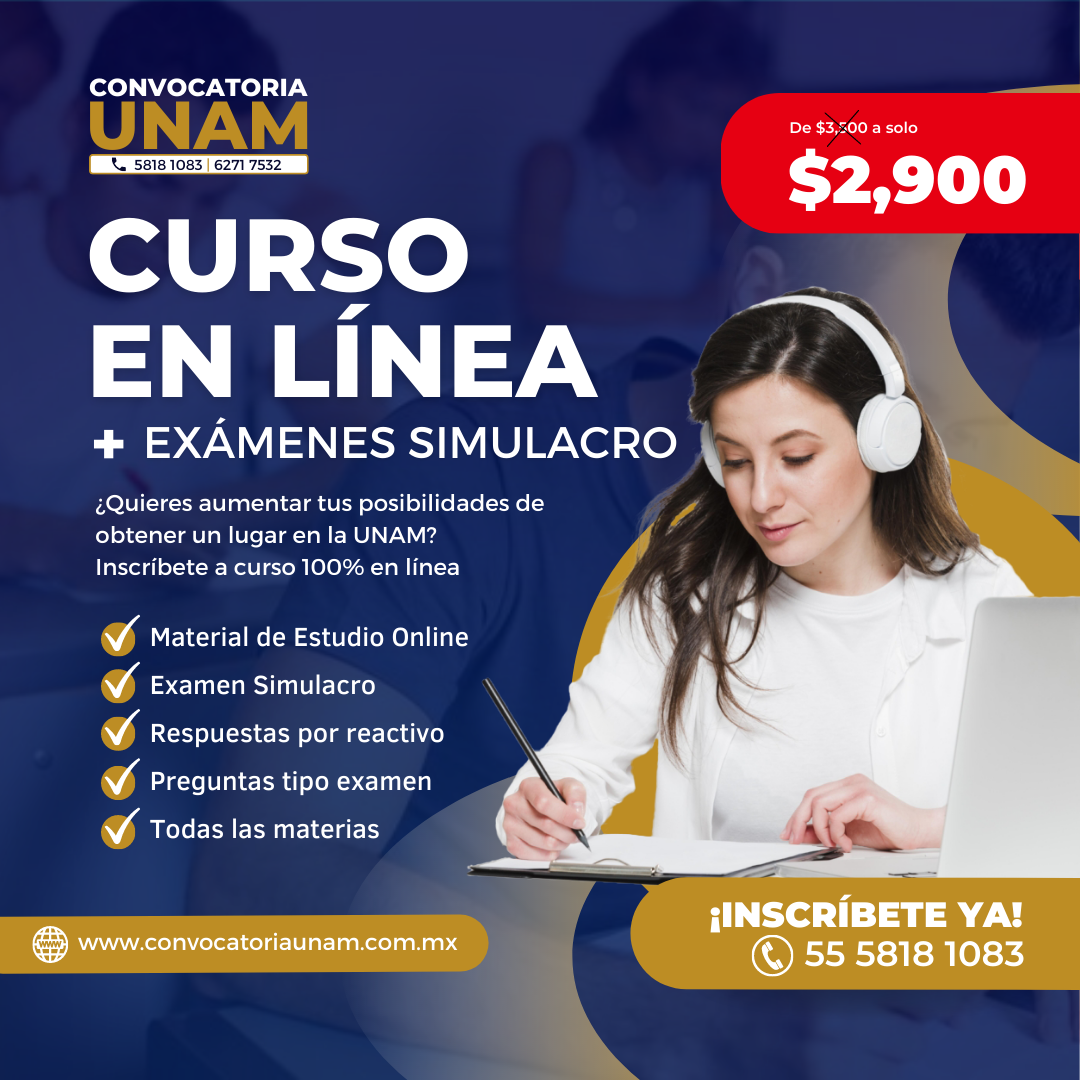 CONVOCATORIA
UNAM
5818 1083 | 6271 7532
De $3,500 a solo
$2,900
CURSO
EN LÍNEA
+ EXÁMENES SIMULACRO
¿Quieres aumentar tus posibilidades de
obtener un lugar en la UNAM?
Inscríbete a curso 100% en línea
Material de Estudio Online
Examen Simulacro
Respuestas por reactivo
Preguntas tipo examen
Todas las materias
www.convocatoriaunam.com.mx
¡INSCRÍBETE YA!
55 5818 1083